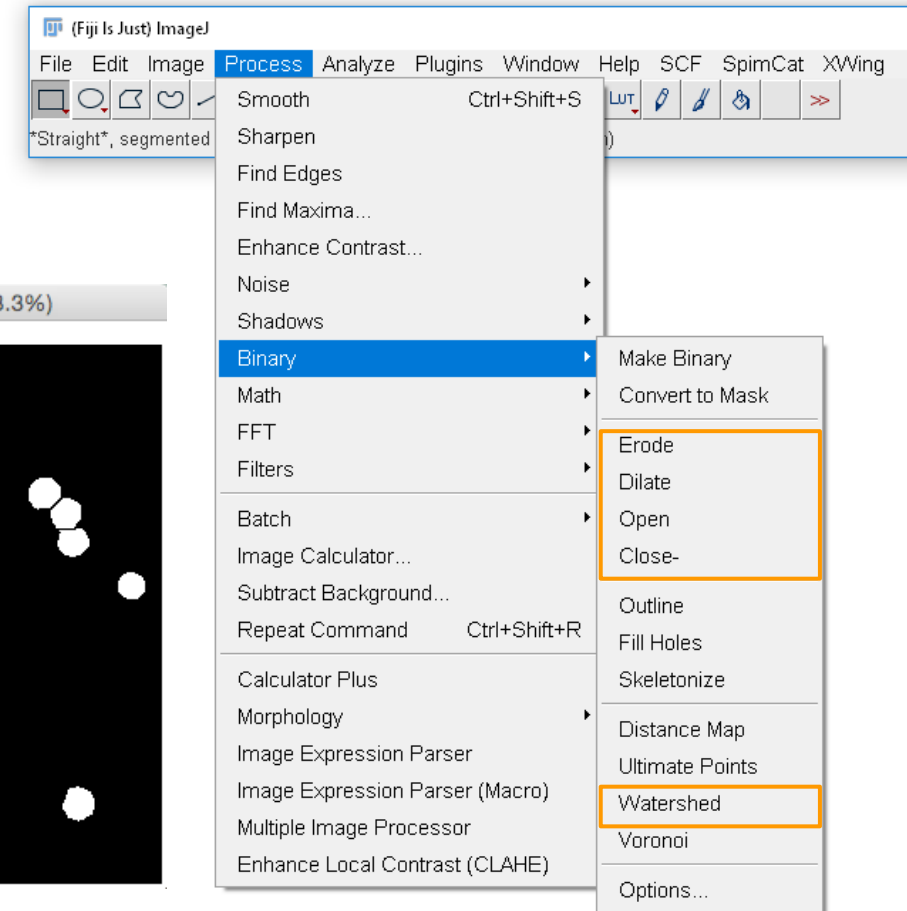 (Fiji Is Just) ImageJ
File Edit Image Process Analyze Plugins Window Help SCF SpimCat XWing
LUT >>
*Straight*, segmented
Smooth Ctrl+Shift+S
Sharpen
Find Edges
Find Maxima...
Enhance Contrast...
Noise
Shadows
Binary
Math
FFT
Filters
Batch
Image Calculator...
Subtract Background...
Repeat Command Ctrl+Shift+R
Calculator Plus
Morphology
Image Expression Parser
Image Expression Parser (Macro)
Multiple Image Processor
Enhance Local Contrast (CLAHE)
Make Binary
Convert to Mask
Erode
Dilate
Open
Close-
Outline
Fill Holes
Skeletonize
Distance Map
Ultimate Points
Watershed
Voronoi
Options...
3.3%)